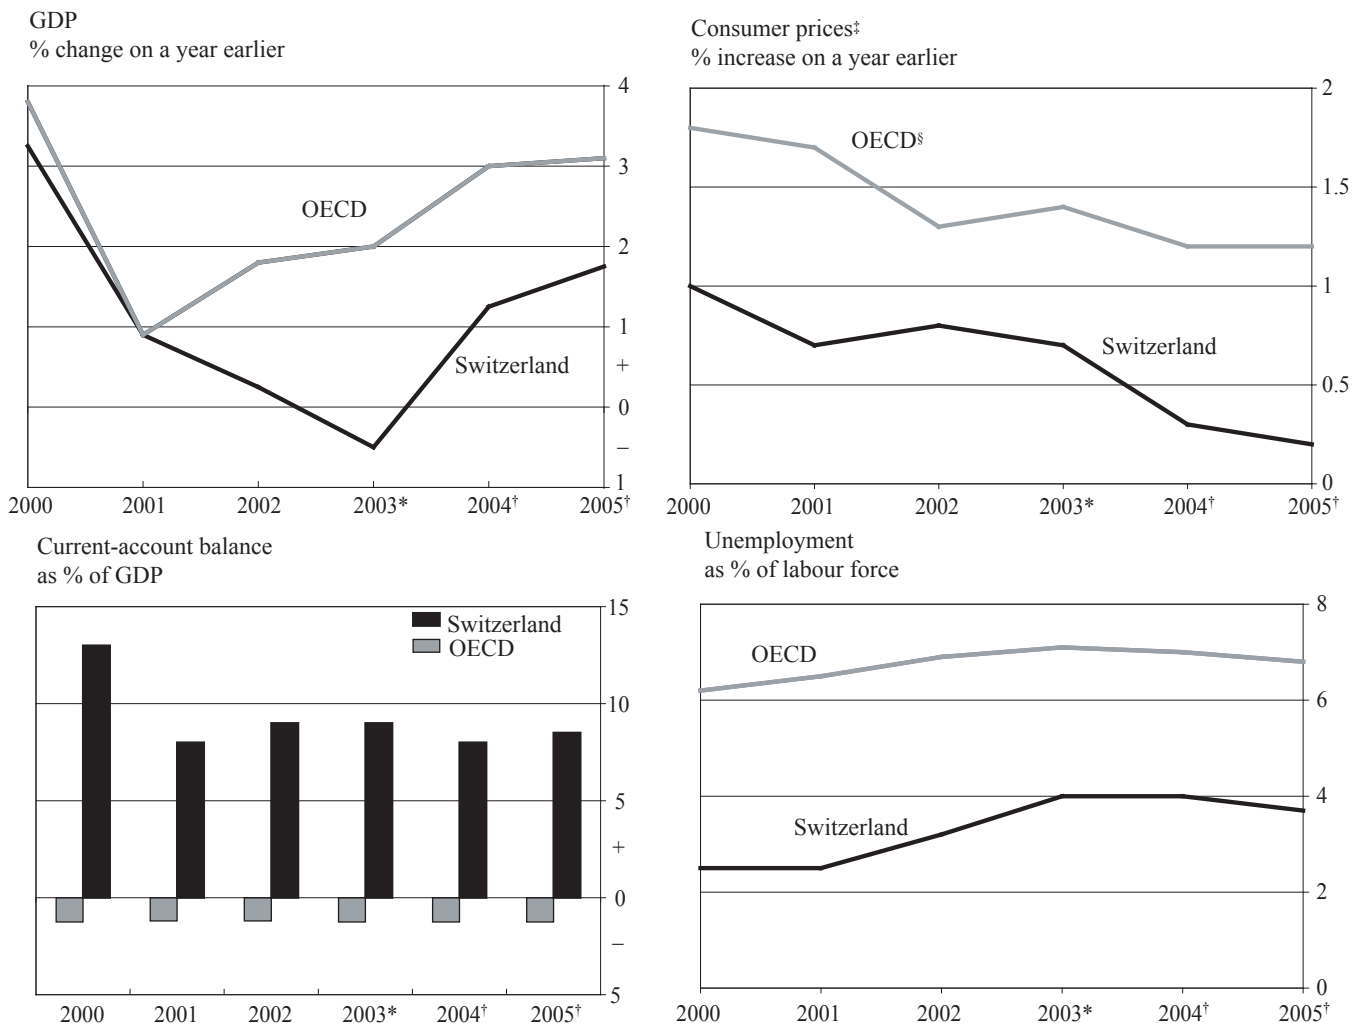 GDP
% change on a year earlier
4
3
2
1
+
0
−
1
OECD
Switzerland
2000 2001 2002 2003* 2004† 2005†
Consumer prices‡
% increase on a year earlier
2
1.5
1
0.5
0
OECD§
Switzerland
2000 2001 2002 2003* 2004† 2005†
Current-account balance
as % of GDP
Switzerland
OECD
15
10
5
+
0
−
5
2000 2001 2002 2003* 2004† 2005†
Unemployment
as % of labour force
8
6
4
2
0
OECD
Switzerland
2000 2001 2002 2003* 2004† 2005†